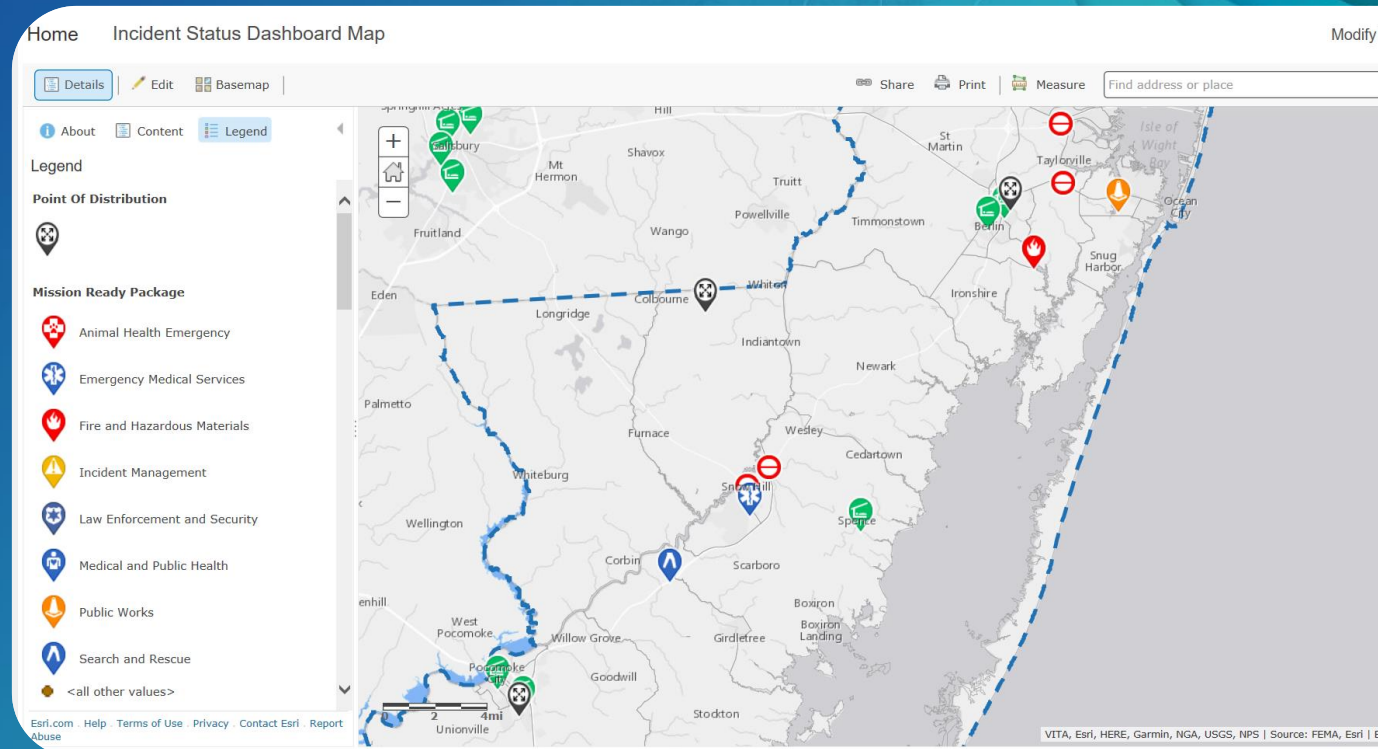 Home Incident Status Dashboard Map Modify
Details Edit Basemap Share Print Measure Find address or place
About Content Legend
Legend
Point Of Distribution
Mission Ready Package
Animal Health Emergency
Emergency Medical Services
Fire and Hazardous Materials
Incident Management
Law Enforcement and Security
Medical and Public Health
Public Works
Search and Rescue
<all other values>
Esri.com . Help . Terms of Use . Privacy . Contact Esri . Report
Abuse
Hill
St
Martin
Isle of
Wight
Bay
Salisbury
Shavox
Taylorville
Mt
Hermon
Truitt
Ocean
City
Powellville
Timmonstown
Berlin
Fruitland
Wango
Snug
Harbor
Whiton
Eden
Colbourne
Ironshire
Longridge
Indiantown
Newark
Palmetto
Furnace
Wesley
Cedartown
Whiteburg
Snow Hill
Wellington
Spence
Corbin
Scarboro
enhill
Boxiron
West
Pocomoke
Willow Grove
Girdletree
Boxiron
Landing
Pocomoke
City
Goodwill
0 2 4mi
Stockton
Unionville
VITA, Esri, HERE, Garmin, NGA, USGS, NPS | Source: FEMA, Esri | E